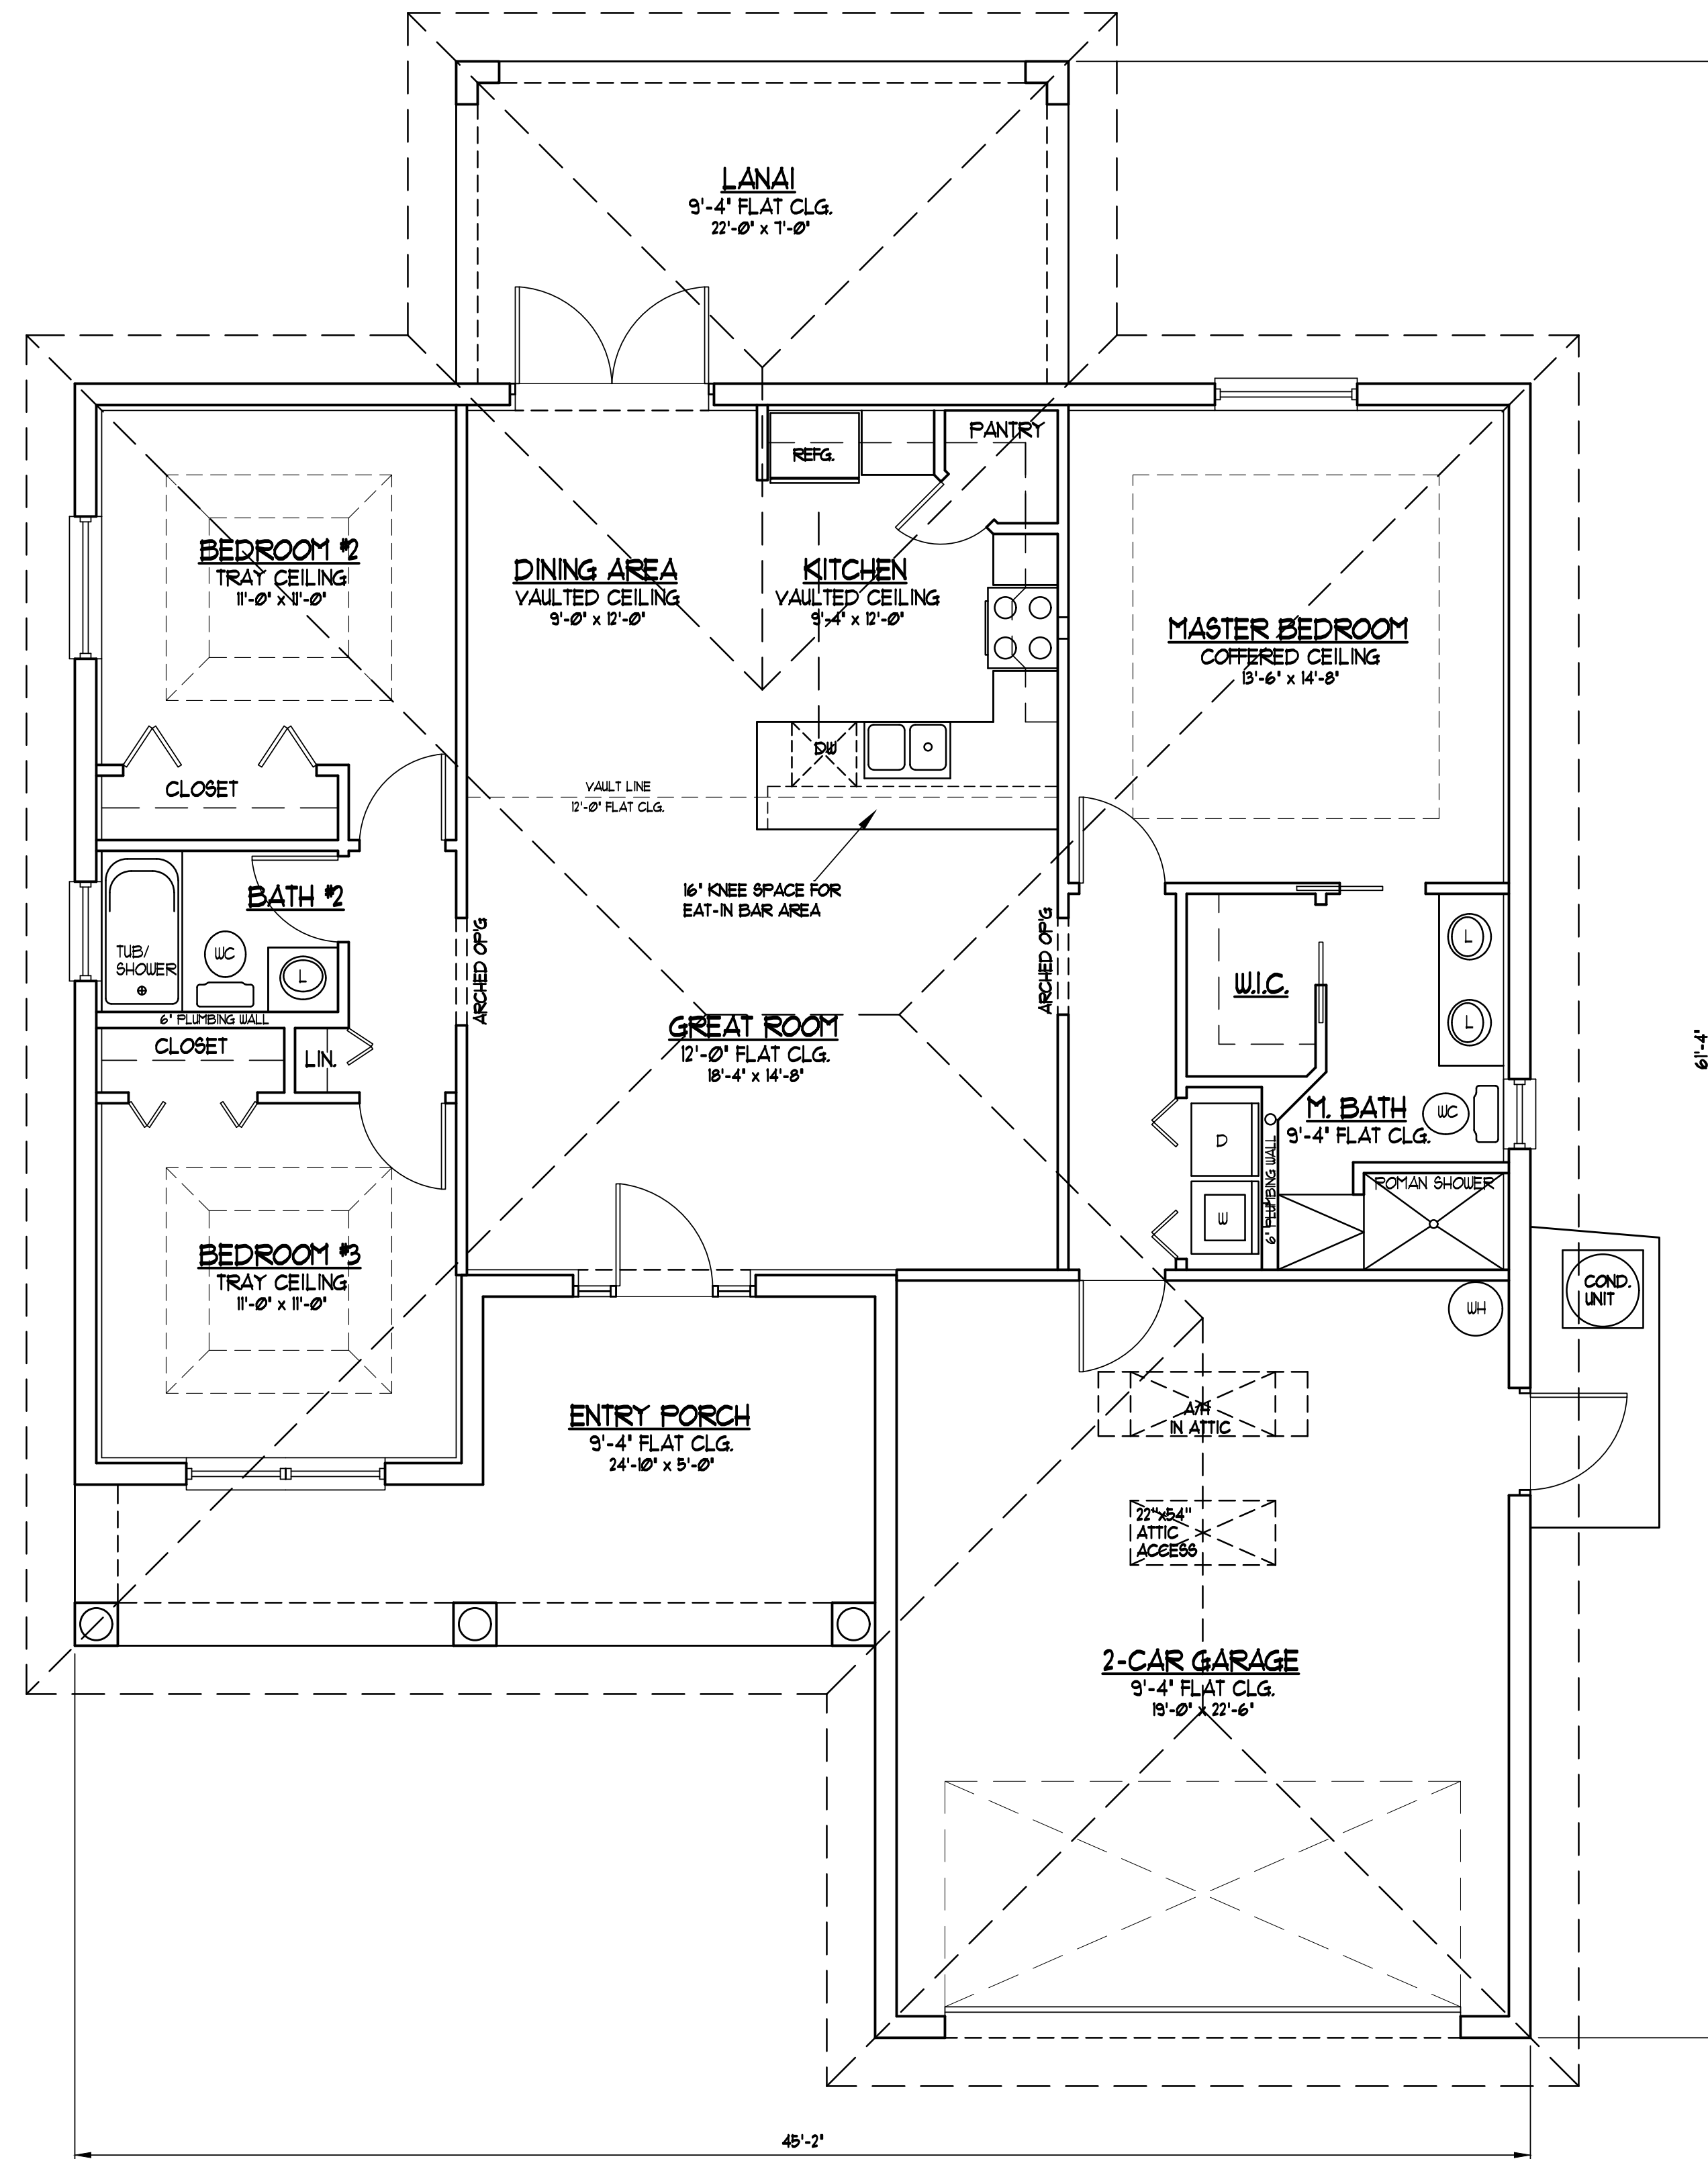 LANAI
9'-4" FLAT CLG.
22'-0" x 7'-0"
PANTRY
REFG.
BEDROOM #2
TRAY CEILING
11'-0" x 11'-0"
DINING AREA
VAULTED CEILING
9'-0" x 12'-0"
KITCHEN
VAULTED CEILING
9'-4" x 12'-0"
MASTER BEDROOM
COFFERED CEILING
13'-6" x 14'-8"
DW
CLOSET
VAULT LINE
12'-0" FLAT CLG.
16" KNEE SPACE FOR
EAT-IN BAR AREA
BATH #2
TUB/
SHOWER
WC
L
6" PLUMBING WALL
ARCHED OP'G
ARCHED OP'G
W.I.C.
L
L
CLOSET
LIN.
GREAT ROOM
12'-0" FLAT CLG.
18'-4" x 14'-8"
61'-4"
M. BATH
9'-4" FLAT CLG.
WC
D
W
6" PLUMBING WALL
ROMAN SHOWER
BEDROOM #3
TRAY CEILING
11'-0" x 11'-0"
COND.
UNIT
WH
ENTRY PORCH
9'-4" FLAT CLG.
24'-10" x 5'-0"
A/H
IN ATTIC
22"x54"
ATTIC
ACCESS
2-CAR GARAGE
9'-4" FLAT CLG.
19'-0" x 22'-6"
45'-2"